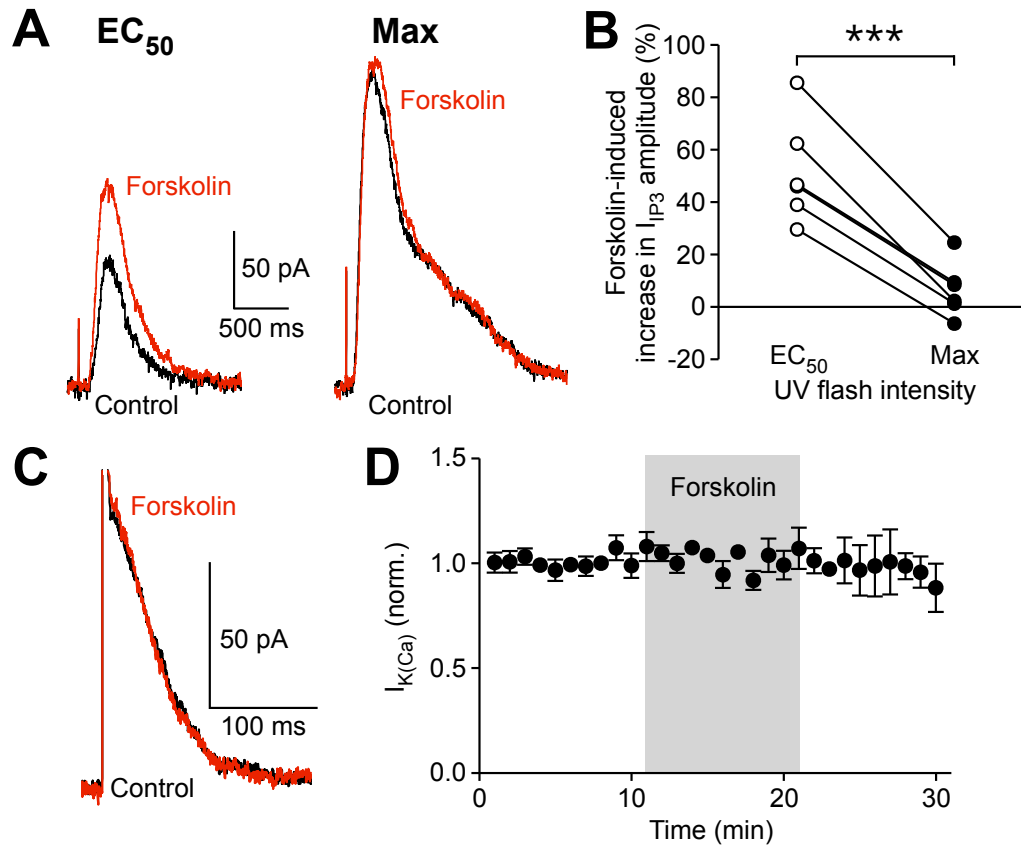 A
EC50
Max
Forskolin
Forskolin
50 pA
500 ms
Control
Control
B
Forskolin-induced
increase in IIP3 amplitude (%)
100
80
60
40
20
0
-20
***
EC50
Max
UV flash intensity
C
Forskolin
50 pA
100 ms
Control
D
IK(Ca) (norm.)
1.5
1.0
0.5
0.0
Forskolin
0
10
20
30
Time (min)